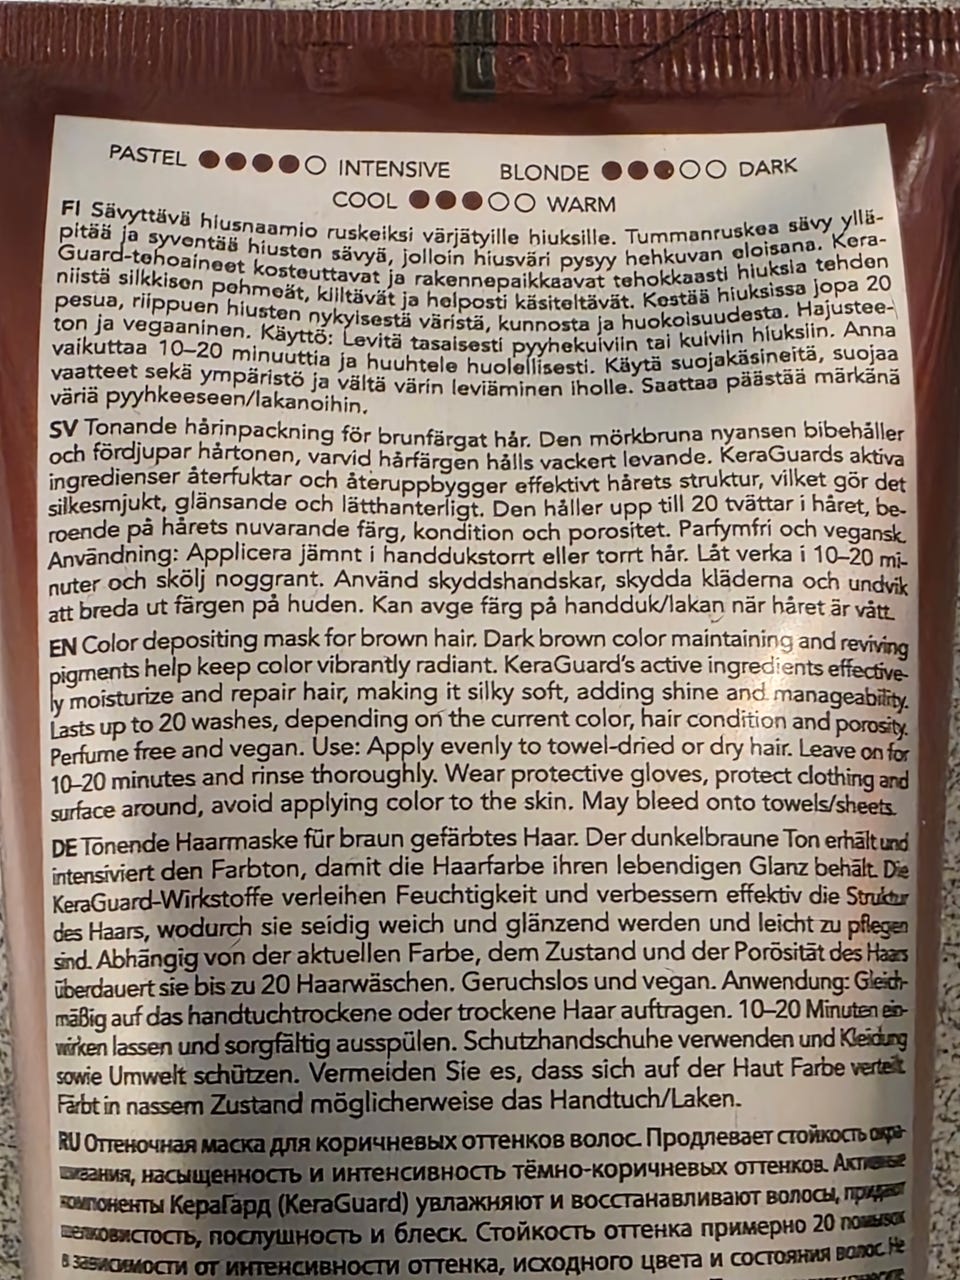 PASTEL ●●●●○ INTENSIVE BLONDE ●●●○○ DARK
COOL ●●●○○ WARM
FI Sävyttävä hiusnaamio ruskeiksi värjätyille hiuksille. Tummanruskea sävy yllä-
pitää ja syventää hiusten sävyä, jolloin hiusväri pysyy hehkuvan eloisana. Kera-
Guard-tehoaineet kosteuttavat ja rakennepaikkaavat tehokkaasti hiuksia tehden
niistä silkkisen pehmeät, kiiltävät ja helposti käsiteltävät. Kestää hiuksissa jopa 20
pesua, riippuen hiusten nykyisestä väristä, kunnosta ja huokoisuudesta. Hajustee-
ton ja vegaaninen. Käyttö: Levitä tasaisesti pyyhekuiviin tai kuiviin hiuksiin. Anna
vaikuttaa 10–20 minuuttia ja huuhtele huolellisesti. Käytä suojakäsineitä, suojaa
vaatteet sekä ympäristö ja vältä värin leviäminen iholle. Saattaa päästää märkänä
väriä pyyhkeeseen/lakanoihin.
SV Tonande hårinpackning för brunfärgat hår. Den mörkbruna nyansen bibehåller
och fördjupar hårtonen, varvid hårfärgen hålls vackert levande. KeraGuards aktiva
ingredienser återfuktar och återuppbygger effektivt hårets struktur, vilket gör det
silkesmjukt, glänsande och lätthanterligt. Den håller upp till 20 tvättar i håret, be-
roende på hårets nuvarande färg, kondition och porositet. Parfymfri och vegansk.
Användning: Applicera jämnt i handdukstorrt eller torrt hår. Låt verka i 10–20 mi-
nuter och skölj noggrant. Använd skyddshandskar, skydda kläderna och undvik
att breda ut färgen på huden. Kan avge färg på handduk/lakan när håret är vått.
EN Color depositing mask for brown hair. Dark brown color maintaining and reviving
pigments help keep color vibrantly radiant. KeraGuard's active ingredients effective-
ly moisturize and repair hair, making it silky soft, adding shine and manageability.
Lasts up to 20 washes, depending on the current color, hair condition and porosity.
Perfume free and vegan. Use: Apply evenly to towel-dried or dry hair. Leave on for
10–20 minutes and rinse thoroughly. Wear protective gloves, protect clothing and
surface around, avoid applying color to the skin. May bleed onto towels/sheets.
DE Tönende Haarmaske für braun gefärbtes Haar. Der dunkelbraune Ton erhält und
intensiviert den Farbton, damit die Haarfarbe ihren lebendigen Glanz behält. Die
KeraGuard-Wirkstoffe verleihen Feuchtigkeit und verbessern effektiv die Struktur
des Haars, wodurch sie seidig weich und glänzend werden und leicht zu pflegen
sind. Abhängig von der aktuellen Farbe, dem Zustand und der Porösität des Haars
überdauert sie bis zu 20 Haarwäschen. Geruchslos und vegan. Anwendung: Gleich-
mäßig auf das handtuchtrockene oder trockene Haar auftragen. 10–20 Minuten ein-
wirken lassen und sorgfältig ausspülen. Schutzhandschuhe verwenden und Kleidung
sowie Umwelt schützen. Vermeiden Sie es, dass sich auf der Haut Farbe verteilt.
Färbt in nassem Zustand möglicherweise das Handtuch/Laken.
RU Оттеночная маска для коричневых оттенков волос. Продлевает стойкость окра-
шивания, насыщенность и интенсивность тёмно-коричневых оттенков. Активные
компоненты КераГард (KeraGuard) увлажняют и восстанавливают волосы, придают
шелковистость, послушность и блеск. Стойкость оттенка примерно 20 помывок
в зависимости от интенсивности оттенка, исходного цвета и состояния волос. Не